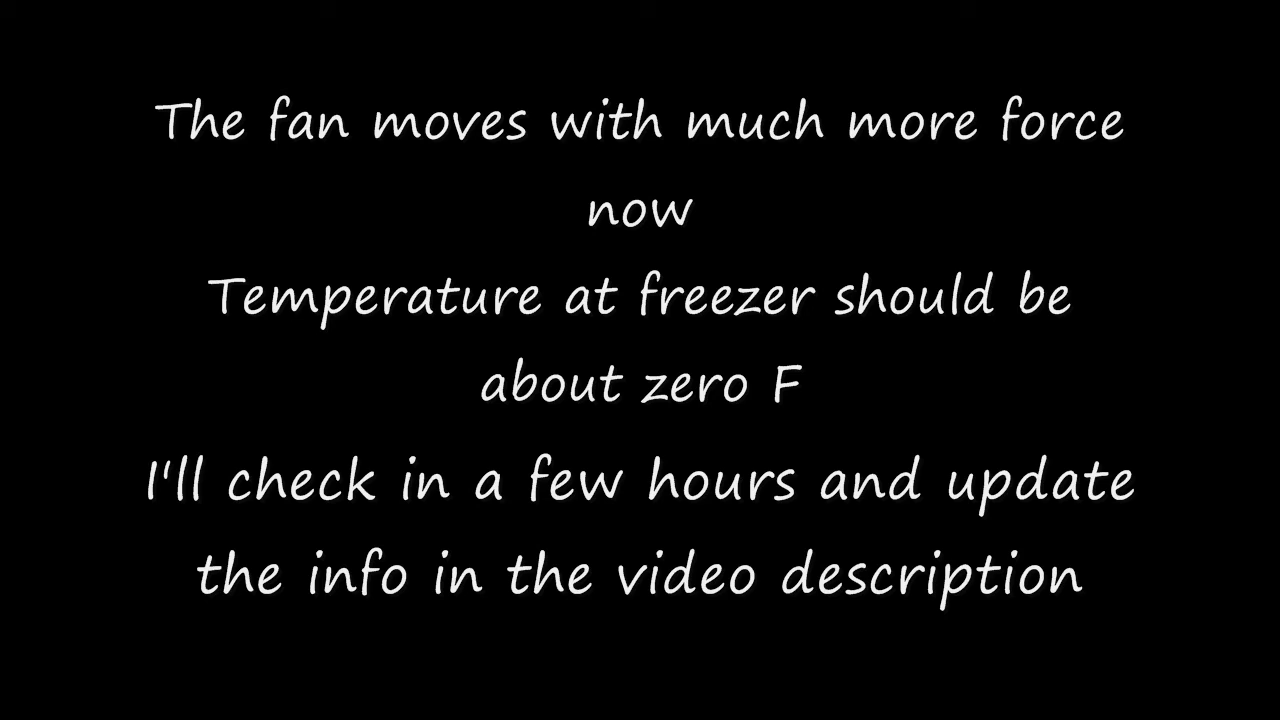 The fan moves with much more force
now
Temperature at freezer should be
about zero F
I'll check in a few hours and update
the info in the video description